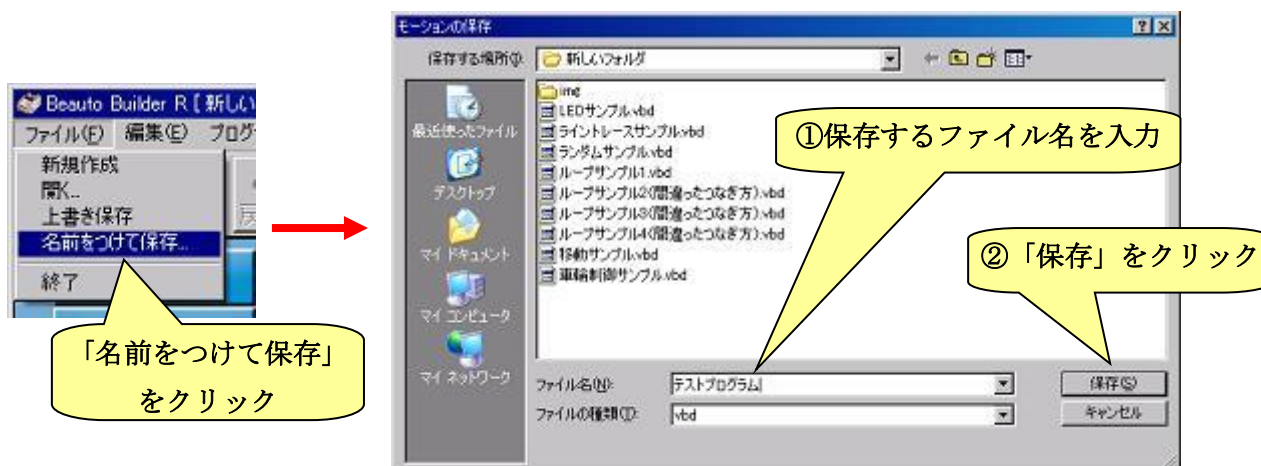 Beauto Builder R [ 新しい
ファイル(F) 編集(E) プログ
新規作成
開く...
上書き保存
名前をつけて保存...
終了
「名前をつけて保存」
をクリック
モーションの保存
保存する場所(I):
新しいフォルダ
最近使ったファイル
デスクトップ
マイ ドキュメント
マイ コンピュータ
マイ ネットワーク
img
LEDサンプル.vbd
ライントレースサンプル.vbd
ランダムサンプル.vbd
ループサンプル1.vbd
ループサンプル2(間違ったつなぎ方).vbd
ループサンプル3(間違ったつなぎ方).vbd
ループサンプル4(間違ったつなぎ方).vbd
移動サンプル.vbd
車輪制御サンプル.vbd
①保存するファイル名を入力
②「保存」をクリック
ファイル名(N):
テストプログラム
保存(S)
ファイルの種類(T):
vbd
キャンセル